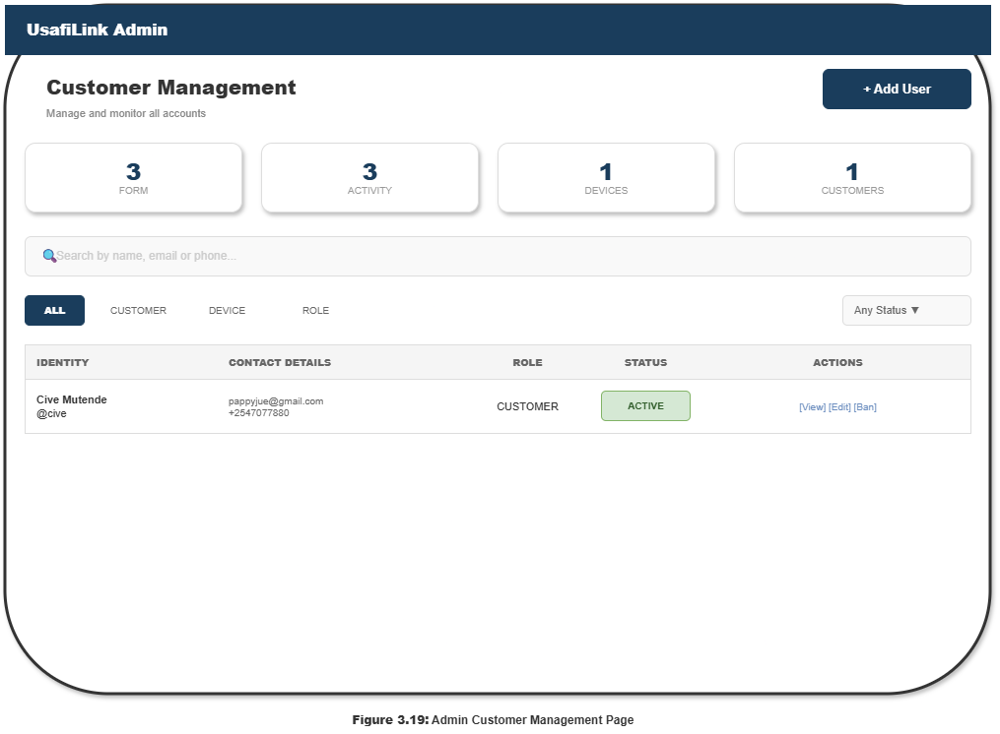 UsafiLink Admin
Customer Management
+ Add User
Manage and monitor all accounts
3
FORM
3
ACTIVITY
1
DEVICES
1
CUSTOMERS
Search by name, email or phone...
ALL CUSTOMER DEVICE ROLE Any Status ▼
IDENTITY CONTACT DETAILS ROLE STATUS ACTIONS
Cive Mutende
@cive
pappyjue@gmail.com
+2547077880
CUSTOMER
ACTIVE
[View] [Edit] [Ban]
Figure 3.19: Admin Customer Management Page